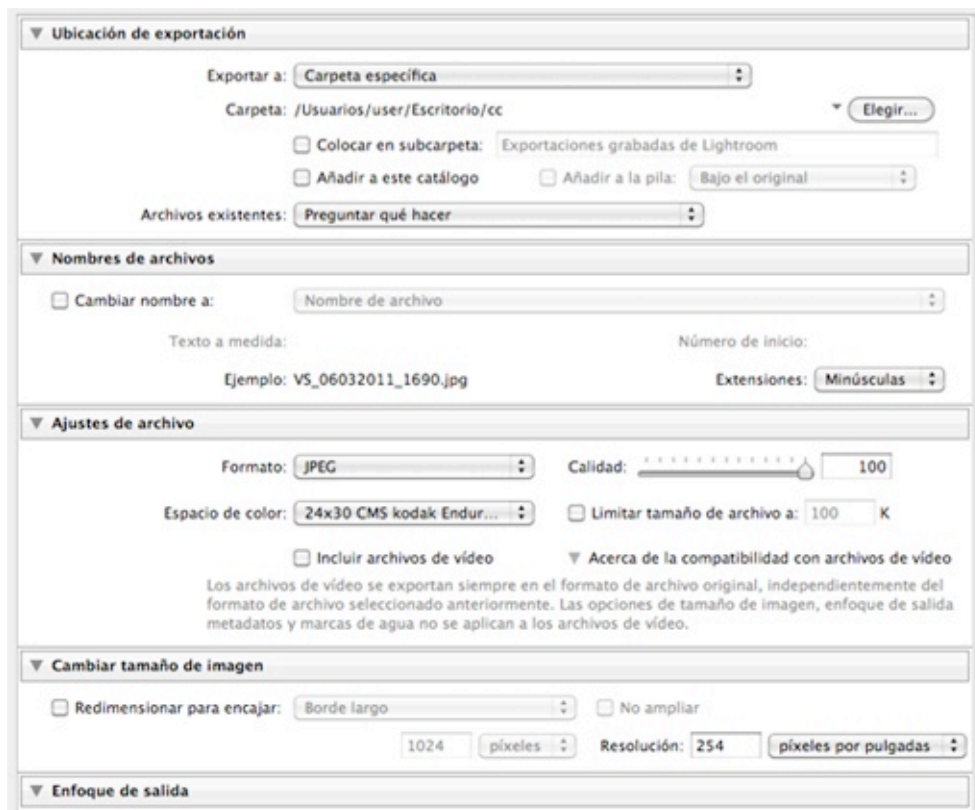 Ubicación de exportación
Exportar a: Carpeta específica
Carpeta: /Usuarios/user/Escritorio/cc Elegir...
Colocar en subcarpeta: Exportaciones grabadas de Lightroom
Añadir a este catálogo Añadir a la pila: Bajo el original
Archivos existentes: Preguntar qué hacer
Nombres de archivos
Cambiar nombre a: Nombre de archivo
Texto a medida: Número de inicio:
Ejemplo: VS_06032011_1690.jpg Extensiones: Minúsculas
Ajustes de archivo
Formato: JPEG Calidad: 100
Espacio de color: 24x30 CMS kodak Endur... Limitar tamaño de archivo a: 100 K
Incluir archivos de vídeo Acerca de la compatibilidad con archivos de vídeo
Los archivos de vídeo se exportan siempre en el formato de archivo original, independientemente del
formato de archivo seleccionado anteriormente. Las opciones de tamaño de imagen, enfoque de salida
metadatos y marcas de agua no se aplican a los archivos de vídeo.
Cambiar tamaño de imagen
Redimensionar para encajar: Borde largo No ampliar
1024 píxeles Resolución: 254 píxeles por pulgadas
Enfoque de salida